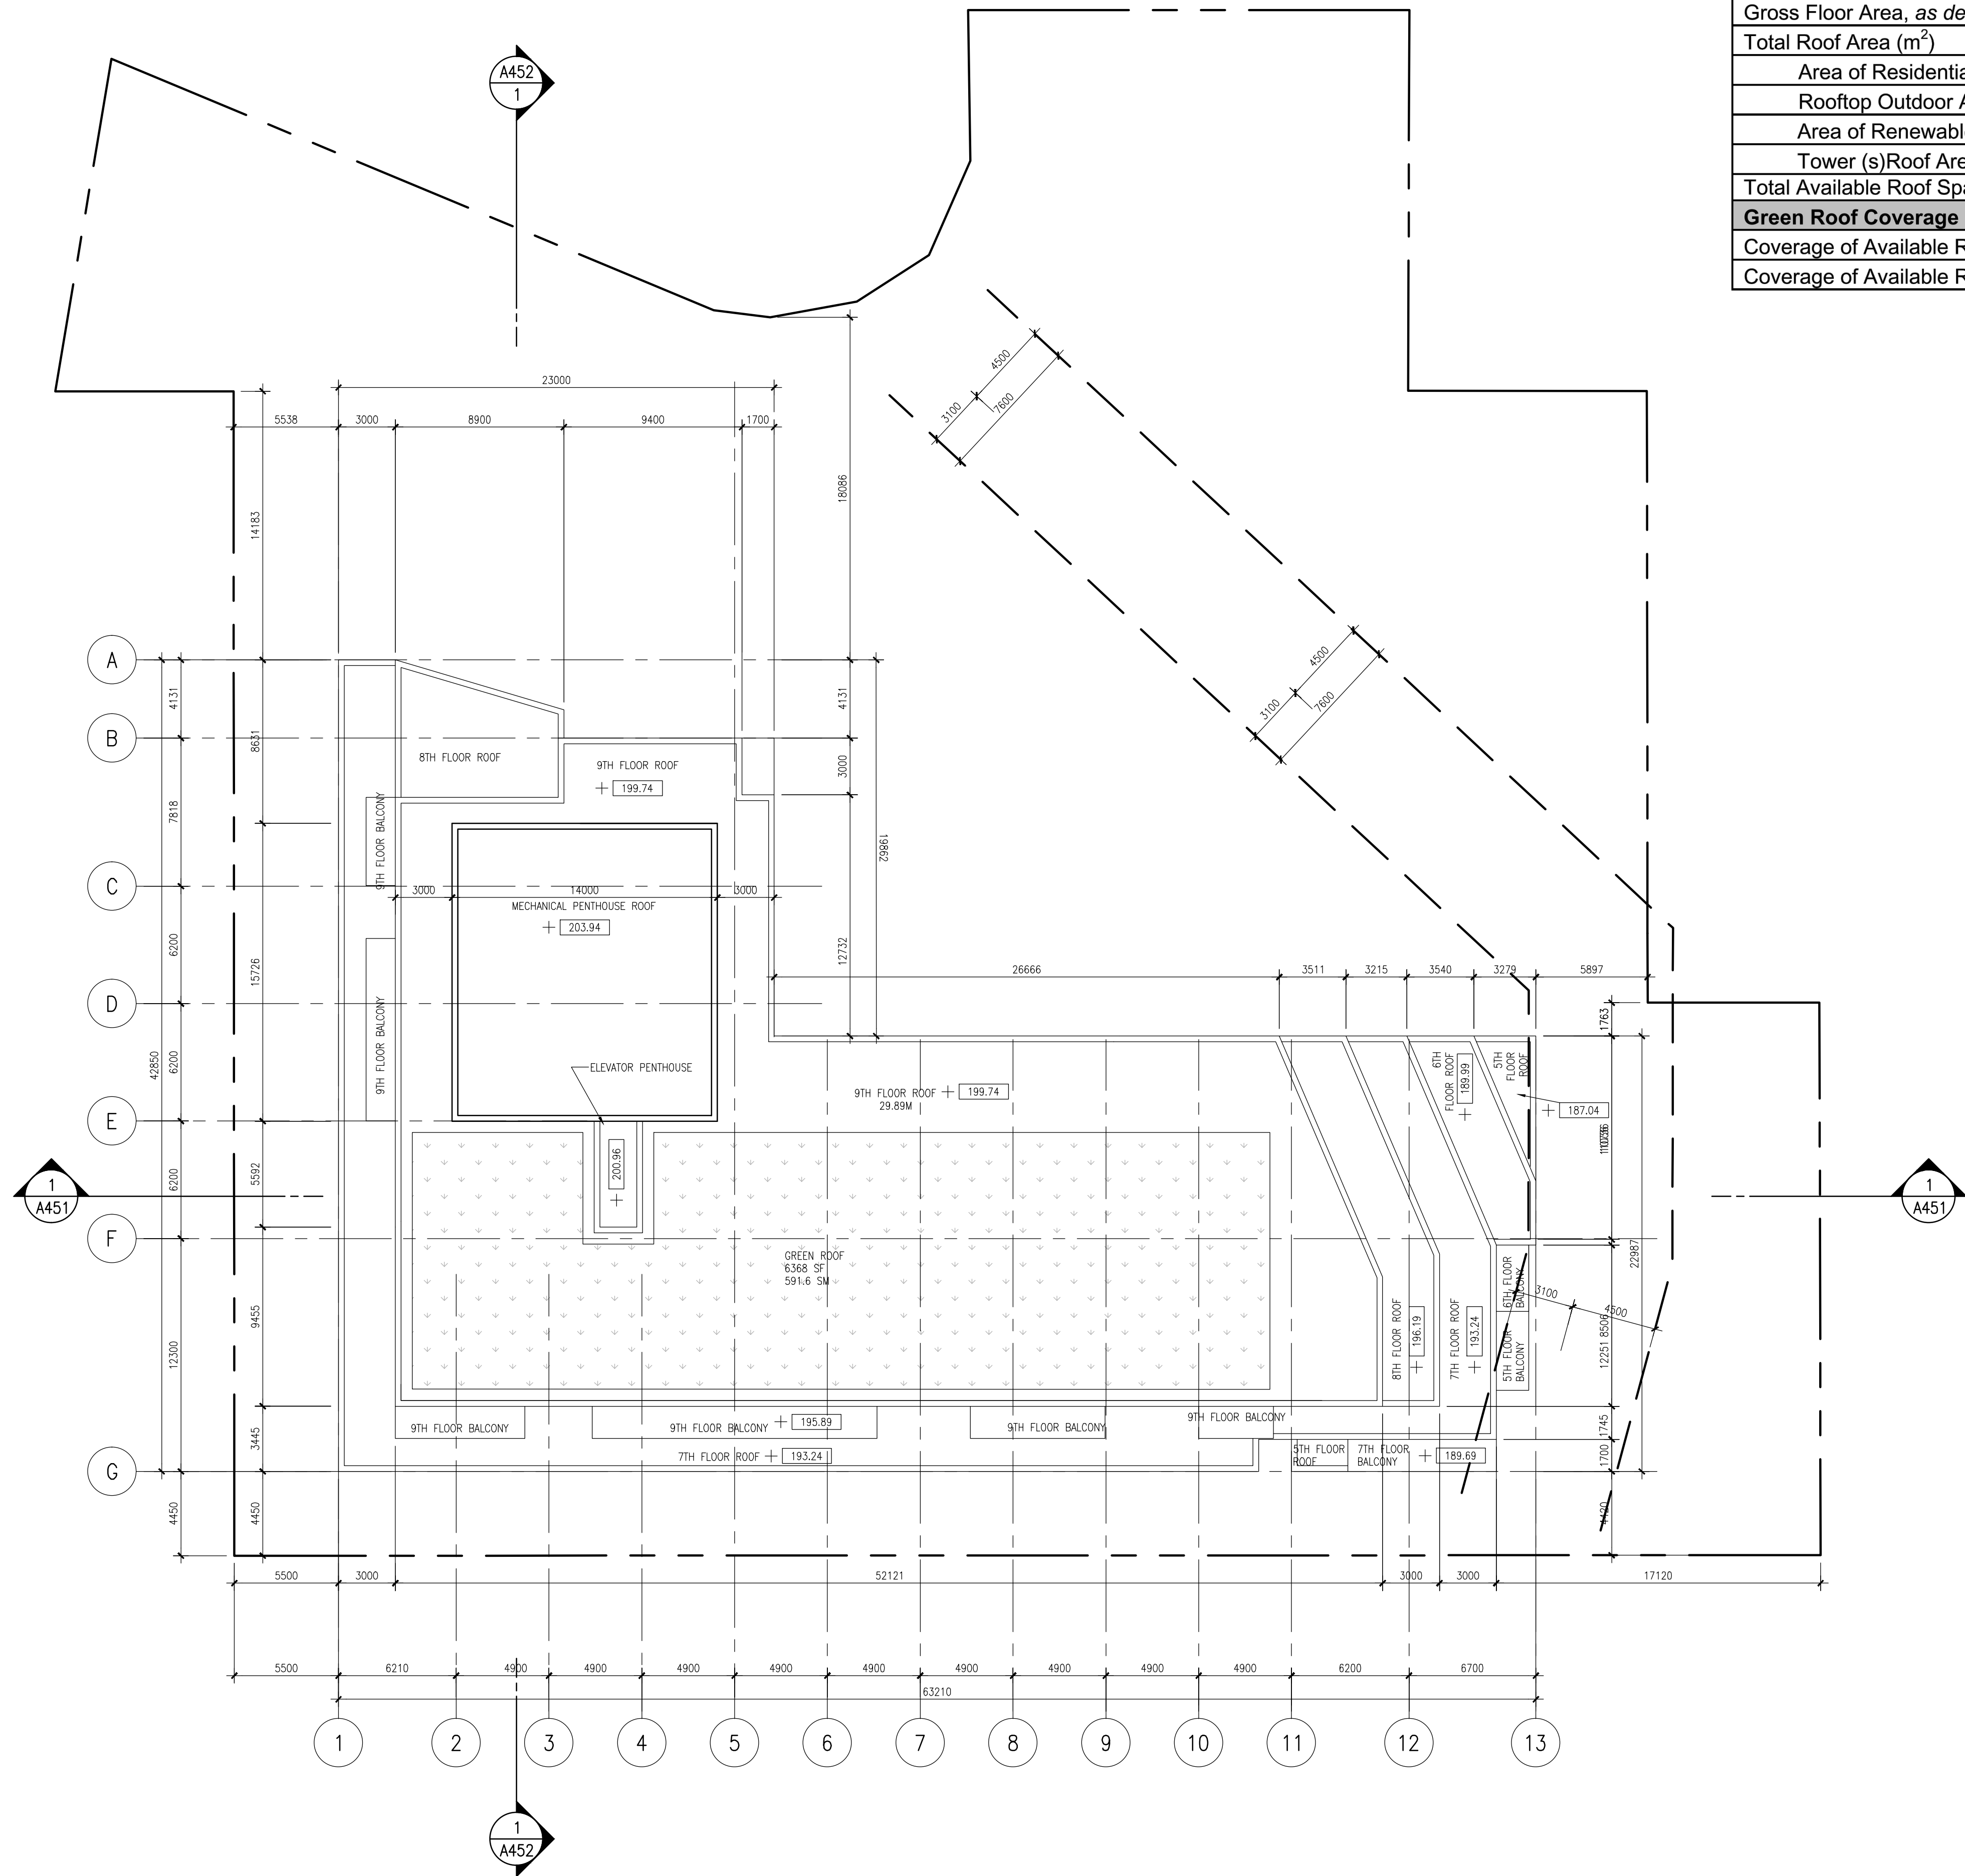 Gross Floor Area, as de
Total Roof Area (m²)
Area of Residentia
Rooftop Outdoor A
Area of Renewabl
Tower (s)Roof Are
Total Available Roof Spa
Green Roof Coverage
Coverage of Available R
Coverage of Available R
A452
1
23000
5538
3000
8900
9400
1700
14183
18086
4500
3100
7600
4500
3100
7600
A
B
C
D
E
F
G
42850
4131
7818
6200
6200
6200
12300
4450
8631
15726
5592
9455
3445
4450
4131
3000
12732
19862
8TH FLOOR ROOF
9TH FLOOR ROOF
199.74
9TH FLOOR BALCONY
3000
14000
3000
MECHANICAL PENTHOUSE ROOF
203.94
9TH FLOOR BALCONY
ELEVATOR PENTHOUSE
200.96
26666
3511
3215
3540
3279
5897
9TH FLOOR ROOF
199.74
29.89M
6TH
FLOOR ROOF
189.99
5TH
FLOOR
ROOF
187.04
1763
22987
12251
8506
1745
1700
4420
1
A451
1
A451
GREEN ROOF
6368 SF
591.6 SM
8TH FLOOR ROOF
196.19
7TH FLOOR ROOF
193.24
6TH FLOOR
BALCONY
5TH FLOOR
BALCONY
3100
4500
9TH FLOOR BALCONY
9TH FLOOR BALCONY
195.89
9TH FLOOR BALCONY
9TH FLOOR BALCONY
7TH FLOOR ROOF
193.24
5TH FLOOR
ROOF
7TH FLOOR
BALCONY
189.69
5500
3000
52121
3000
3000
17120
5500
6210
4900
4900
4900
4900
4900
4900
4900
4900
4900
6200
6700
63210
1
2
3
4
5
6
7
8
9
10
11
12
13
1
A452